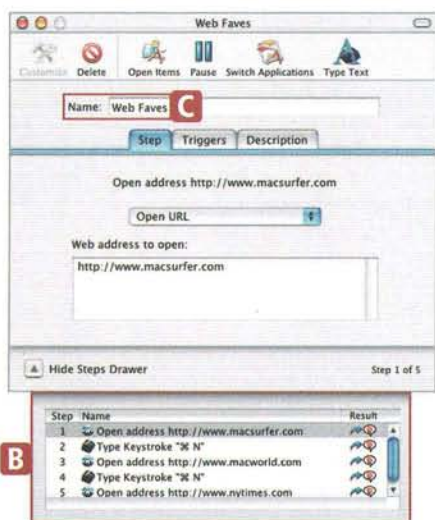 Web Faves
Customize Delete Open Items Pause Switch Applications Type Text
Name: Web Faves C
Step Triggers Description
Open address http://www.macsurfer.com
Open URL
Web address to open:
http://www.macsurfer.com
Hide Steps Drawer Step 1 of 5
B
Step Name Result
1 Open address http://www.macsurfer.com
2 Type Keystroke "⌘ N"
3 Open address http://www.macworld.com
4 Type Keystroke "⌘ N"
5 Open address http://www.nytimes.com